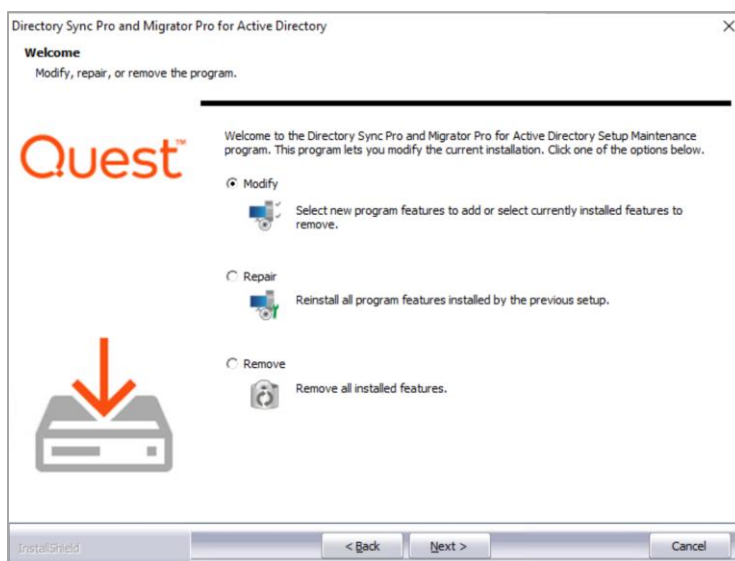 Directory Sync Pro and Migrator Pro for Active Directory
Welcome
Modify, repair, or remove the program.
Quest™
Welcome to the Directory Sync Pro and Migrator Pro for Active Directory Setup Maintenance
program. This program lets you modify the current installation. Click one of the options below.
Modify
Select new program features to add or select currently installed features to
remove.
Repair
Reinstall all program features installed by the previous setup.
Remove
Remove all installed features.
InstallShield
< Back
Next >
Cancel